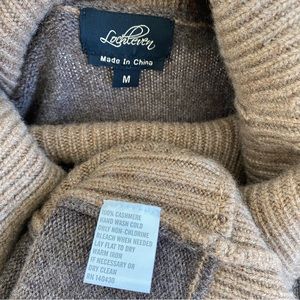 Lochleven
Made In China
M
100% CASHMERE
HAND WASH COLD
ONLY NON-CHLORINE
BLEACH WHEN NEEDED
LAY FLAT TO DRY
WARM IRON
IF NECESSARY OR
DRY CLEAN
RN 140438